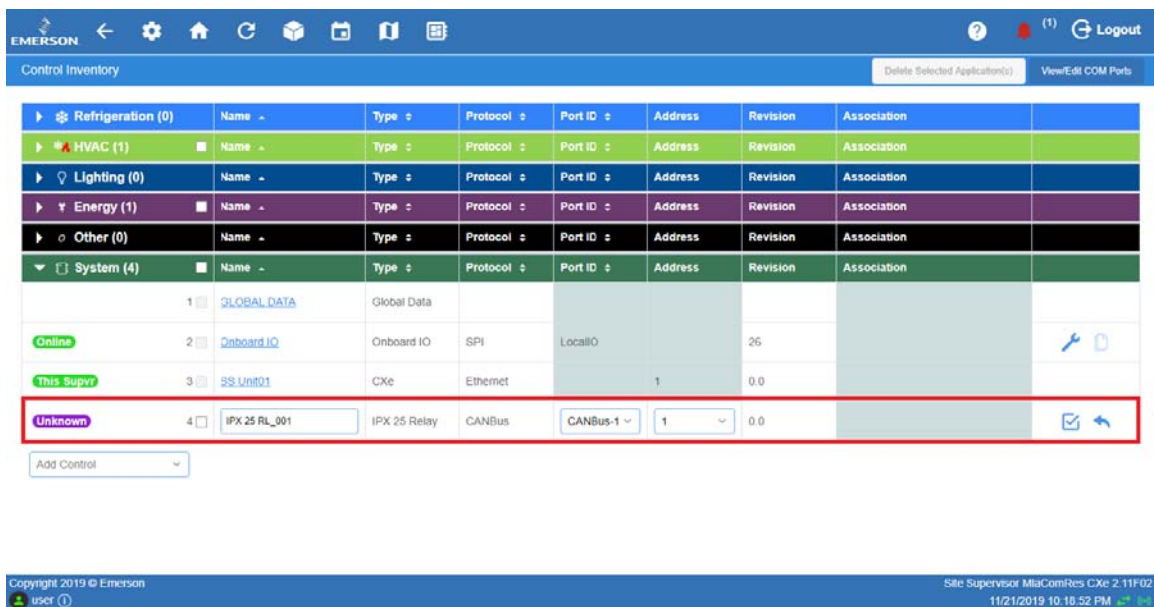 EMERSON (1) Logout
Control Inventory Delete Selected Application(s) View/Edit COM Ports
Refrigeration (0) Name Type Protocol Port ID Address Revision Association
HVAC (1) Name Type Protocol Port ID Address Revision Association
Lighting (0) Name Type Protocol Port ID Address Revision Association
Energy (1) Name Type Protocol Port ID Address Revision Association
Other (0) Name Type Protocol Port ID Address Revision Association
System (4) Name Type Protocol Port ID Address Revision Association
1 GLOBAL DATA Global Data
Online 2 Onboard IO Onboard IO SPI LocalIO 26
This Supvr 3 SS Unit01 CXe Ethernet 1 0.0
Unknown 4 IPX 25 RL_001 IPX 25 Relay CANBus CANBus-1 1 0.0
Add Control
Copyright 2019 © Emerson Site Supervisor MlaComRes CXe 2.11F02
user 11/21/2019 10:18:52 PM